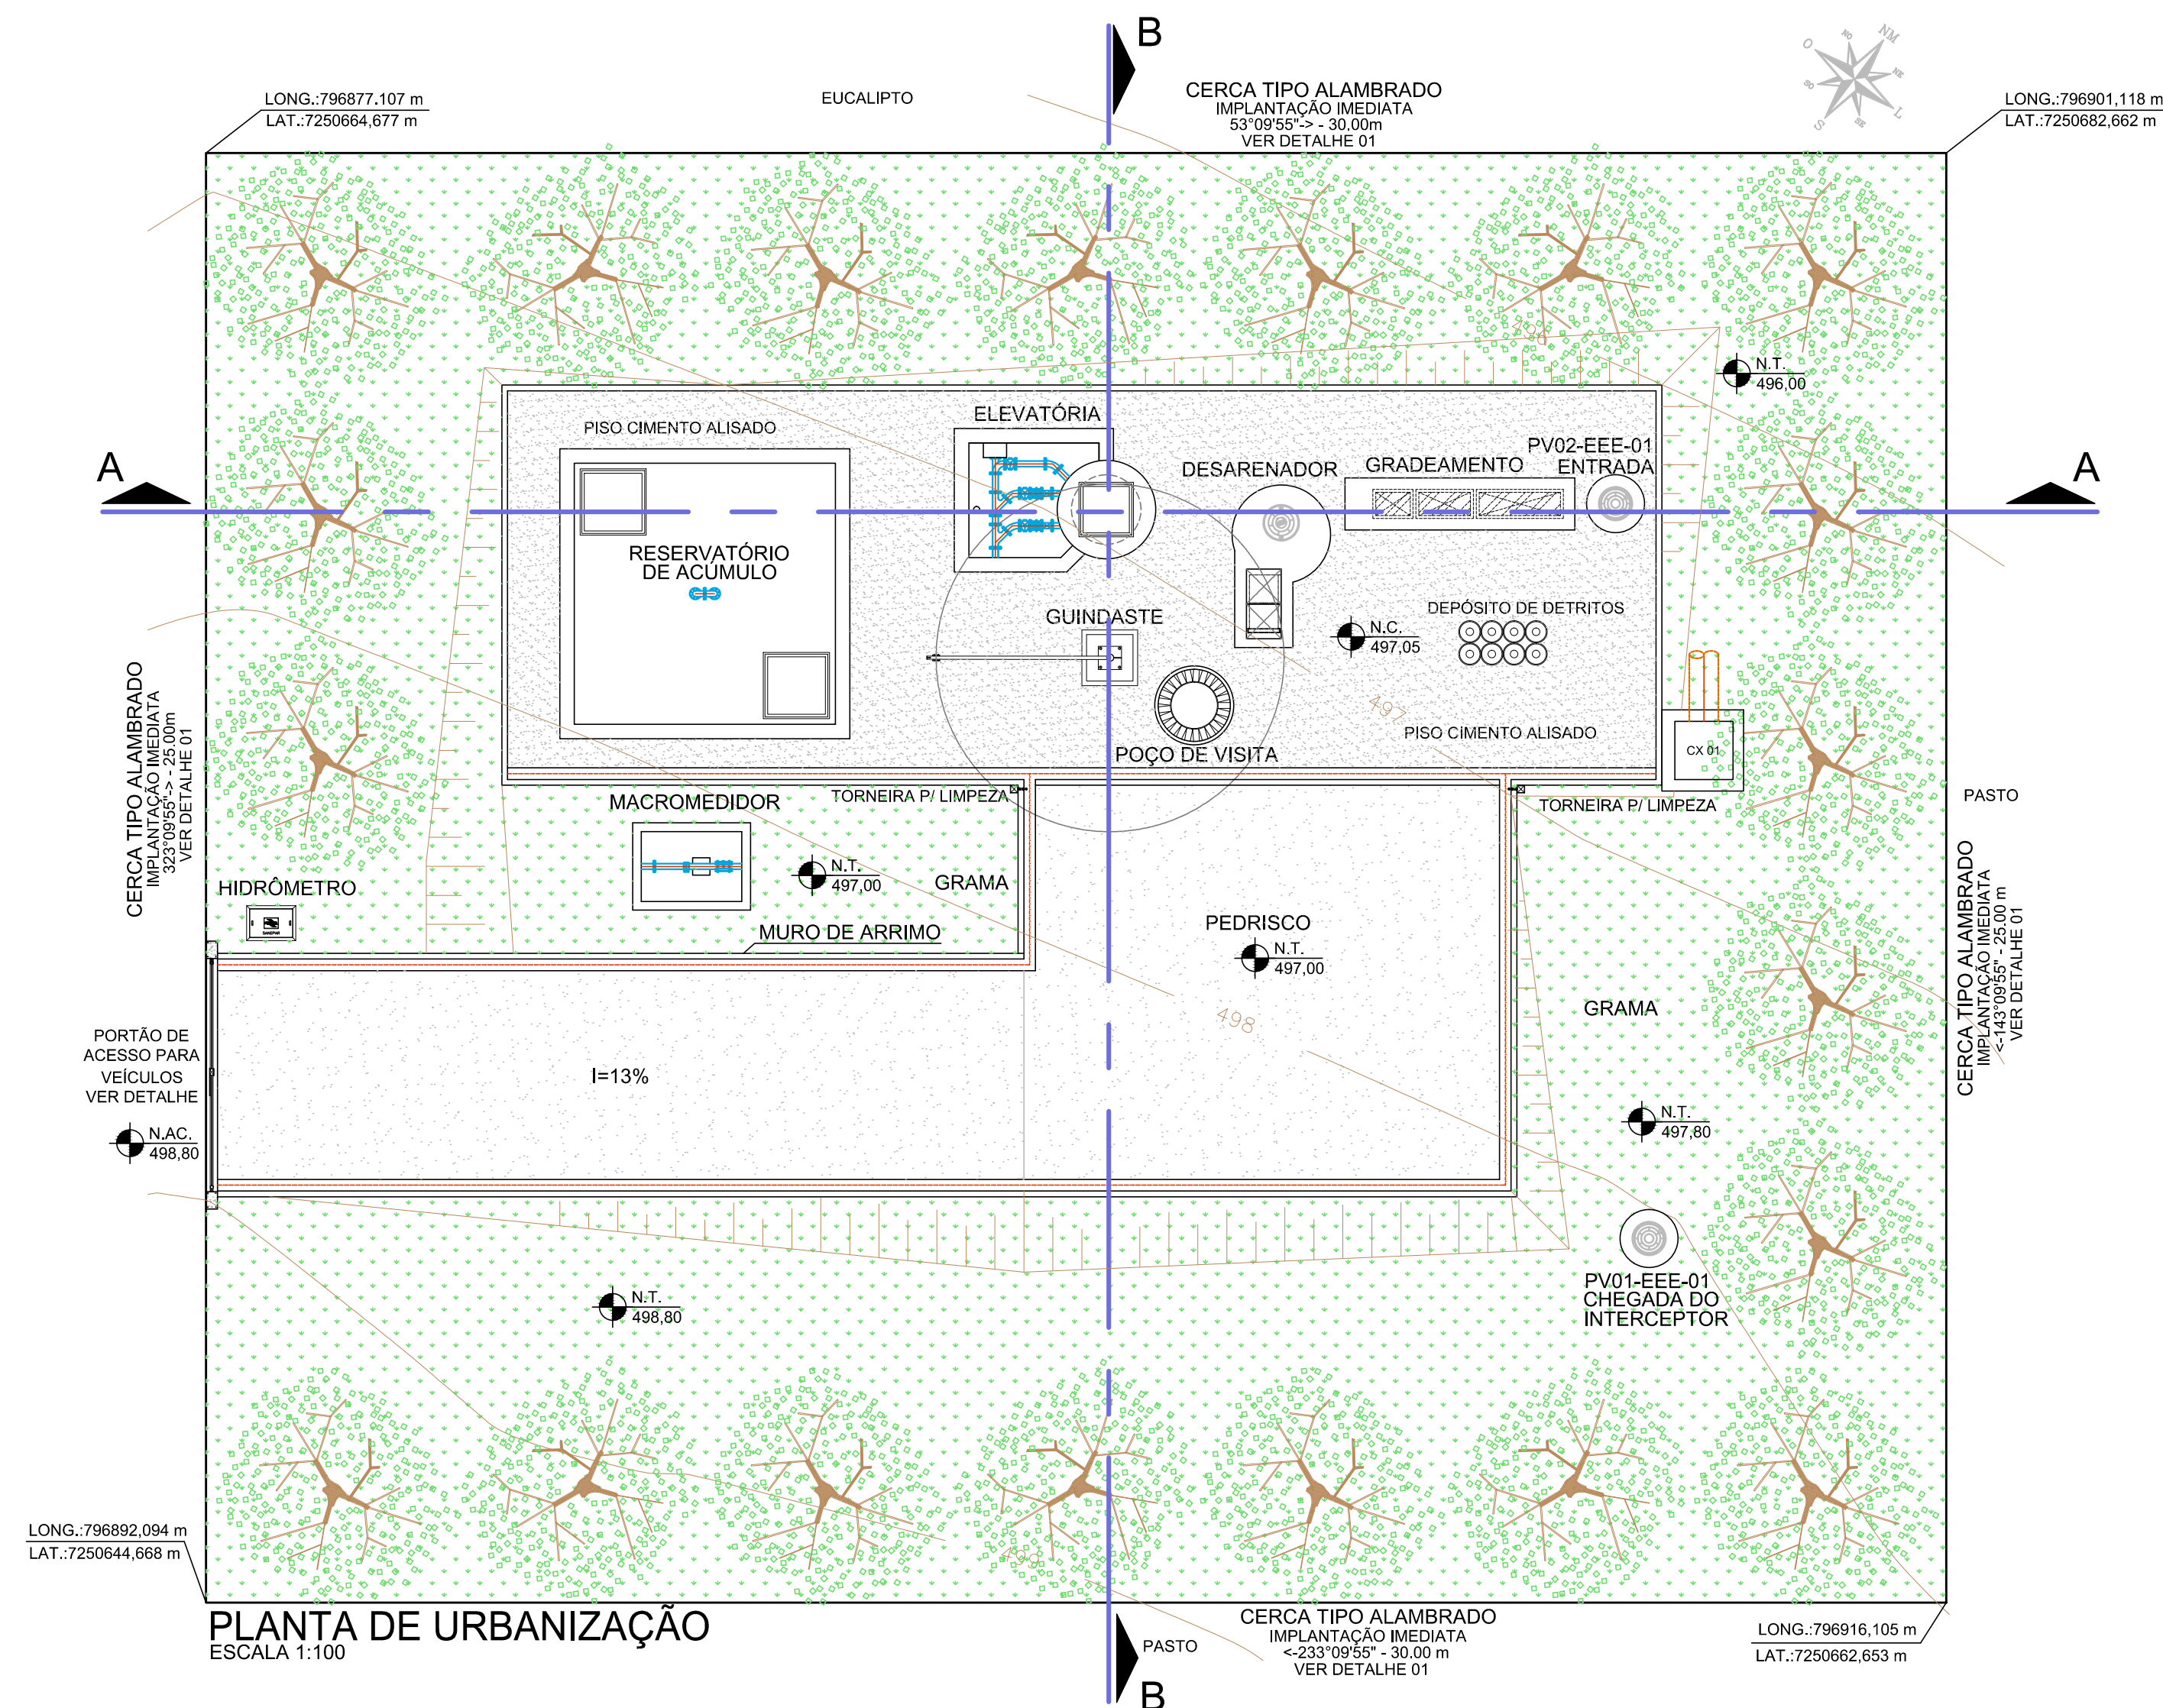 B
NM
NO
O
NE
SO
L
S
SE
EUCALIPTO
CERCA TIPO ALAMBRADO
IMPLANTAÇÃO IMEDIATA
53°09'55"-> - 30,00m
VER DETALHE 01
LONG.:796877.107 m
LAT.:7250664,677 m
LONG.:796901,118 m
LAT.:7250682,662 m
N.T.
496,00
ELEVATÓRIA
PISO CIMENTO ALISADO
PV02-EEE-01
ENTRADA
DESARENADOR
GRADEAMENTO
A
A
RESERVATÓRIO
DE ACÚMULO
GUINDASTE
DEPÓSITO DE DETRITOS
N.C.
497,05
497
PISO CIMENTO ALISADO
POÇO DE VISITA
CX 01
CERCA TIPO ALAMBRADO
IMPLANTAÇÃO IMEDIATA
323°09'55"-> - 25.00m
VER DETALHE 01
MACROMEDIDOR
TORNEIRA P/ LIMPEZA
TORNEIRA P/ LIMPEZA
PASTO
N.T.
497,00
GRAMA
HIDRÔMETRO
SANEPAR
MURO DE ARRIMO
PEDRISCO
N.T.
497,00
CERCA TIPO ALAMBRADO
IMPLANTAÇÃO IMEDIATA
<-143°09'55" - 25.00 m
VER DETALHE 01
GRAMA
498
PORTÃO DE
ACESSO PARA
VEÍCULOS
VER DETALHE
I=13%
N.AC.
498,80
N.T.
497,80
PV01-EEE-01
CHEGADA DO
INTERCEPTOR
N.T.
498,80
LONG.:796892,094 m
LAT.:7250644,668 m
PLANTA DE URBANIZAÇÃO
ESCALA 1:100
CERCA TIPO ALAMBRADO
IMPLANTAÇÃO IMEDIATA
<-233°09'55" - 30.00 m
VER DETALHE 01
PASTO
B
LONG.:796916,105 m
LAT.:7250662,653 m